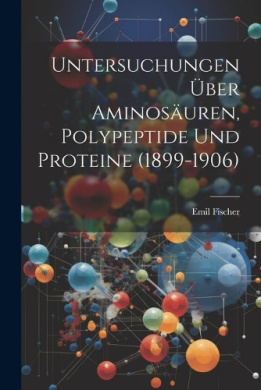 Untersuchungen
Über
Aminosäuren,
Polypeptide Und
Proteine (1899-1906)
Emil Fischer